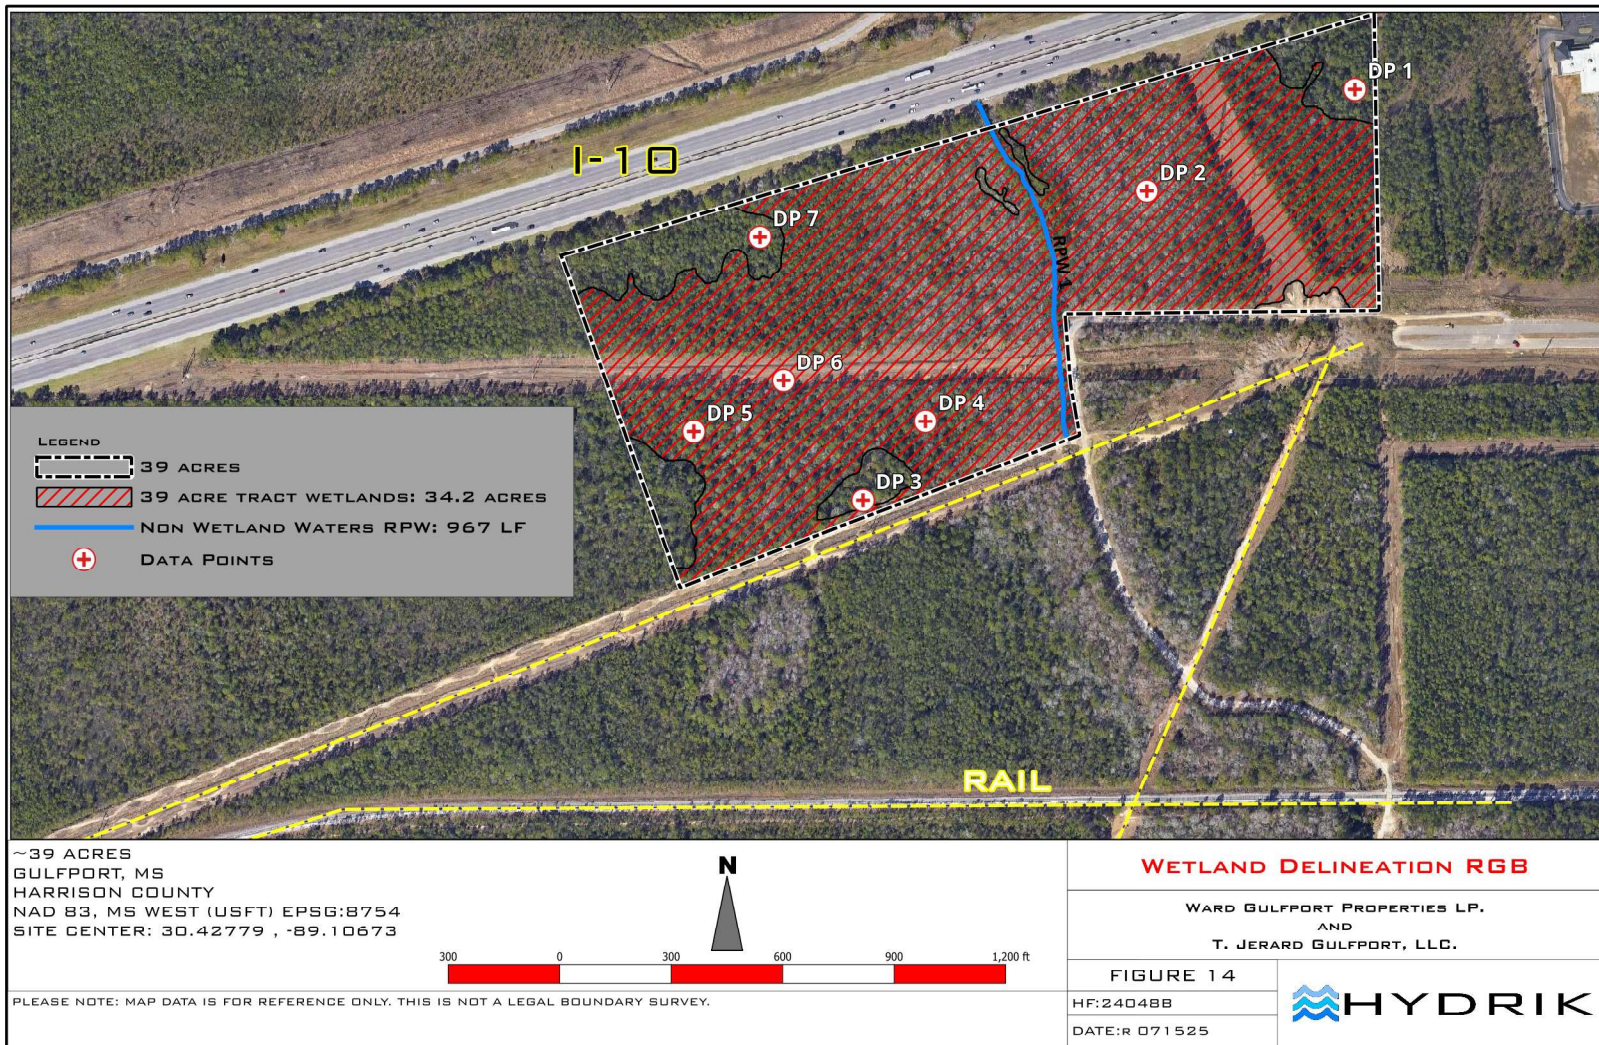 I-10
DP 1
DP 2
DP 7
RPW 1
DP 6
DP 5
DP 4
DP 3
LEGEND
39 ACRES
39 ACRE TRACT WETLANDS: 34.2 ACRES
NON WETLAND WATERS RPW: 967 LF
DATA POINTS
RAIL
~39 ACRES
GULFPORT, MS
HARRISON COUNTY
NAD 83, MS WEST (USFT) EPSG:8754
SITE CENTER: 30.42779 , -89.10673
N
300 0 300 600 900 1,200 ft
PLEASE NOTE: MAP DATA IS FOR REFERENCE ONLY. THIS IS NOT A LEGAL BOUNDARY SURVEY.
WETLAND DELINEATION RGB
WARD GULFPORT PROPERTIES LP.
AND
T. JERARD GULFPORT, LLC.
FIGURE 14
HF:24048B
DATE:R 071525
HYDRIK